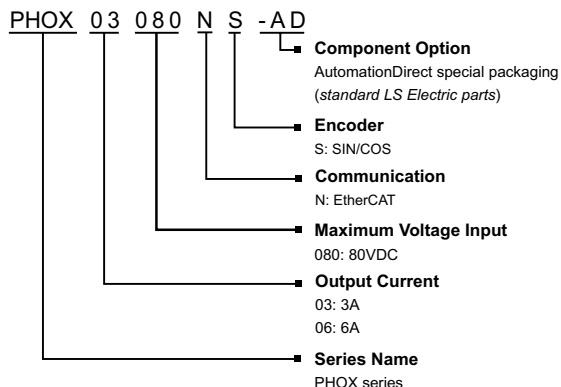 PHOX 03 080 N S -AD
Component Option
AutomationDirect special packaging
(standard LS Electric parts)
Encoder
S: SIN/COS
Communication
N: EtherCAT
Maximum Voltage Input
080: 80VDC
Output Current
03: 3A
06: 6A
Series Name
PHOX series